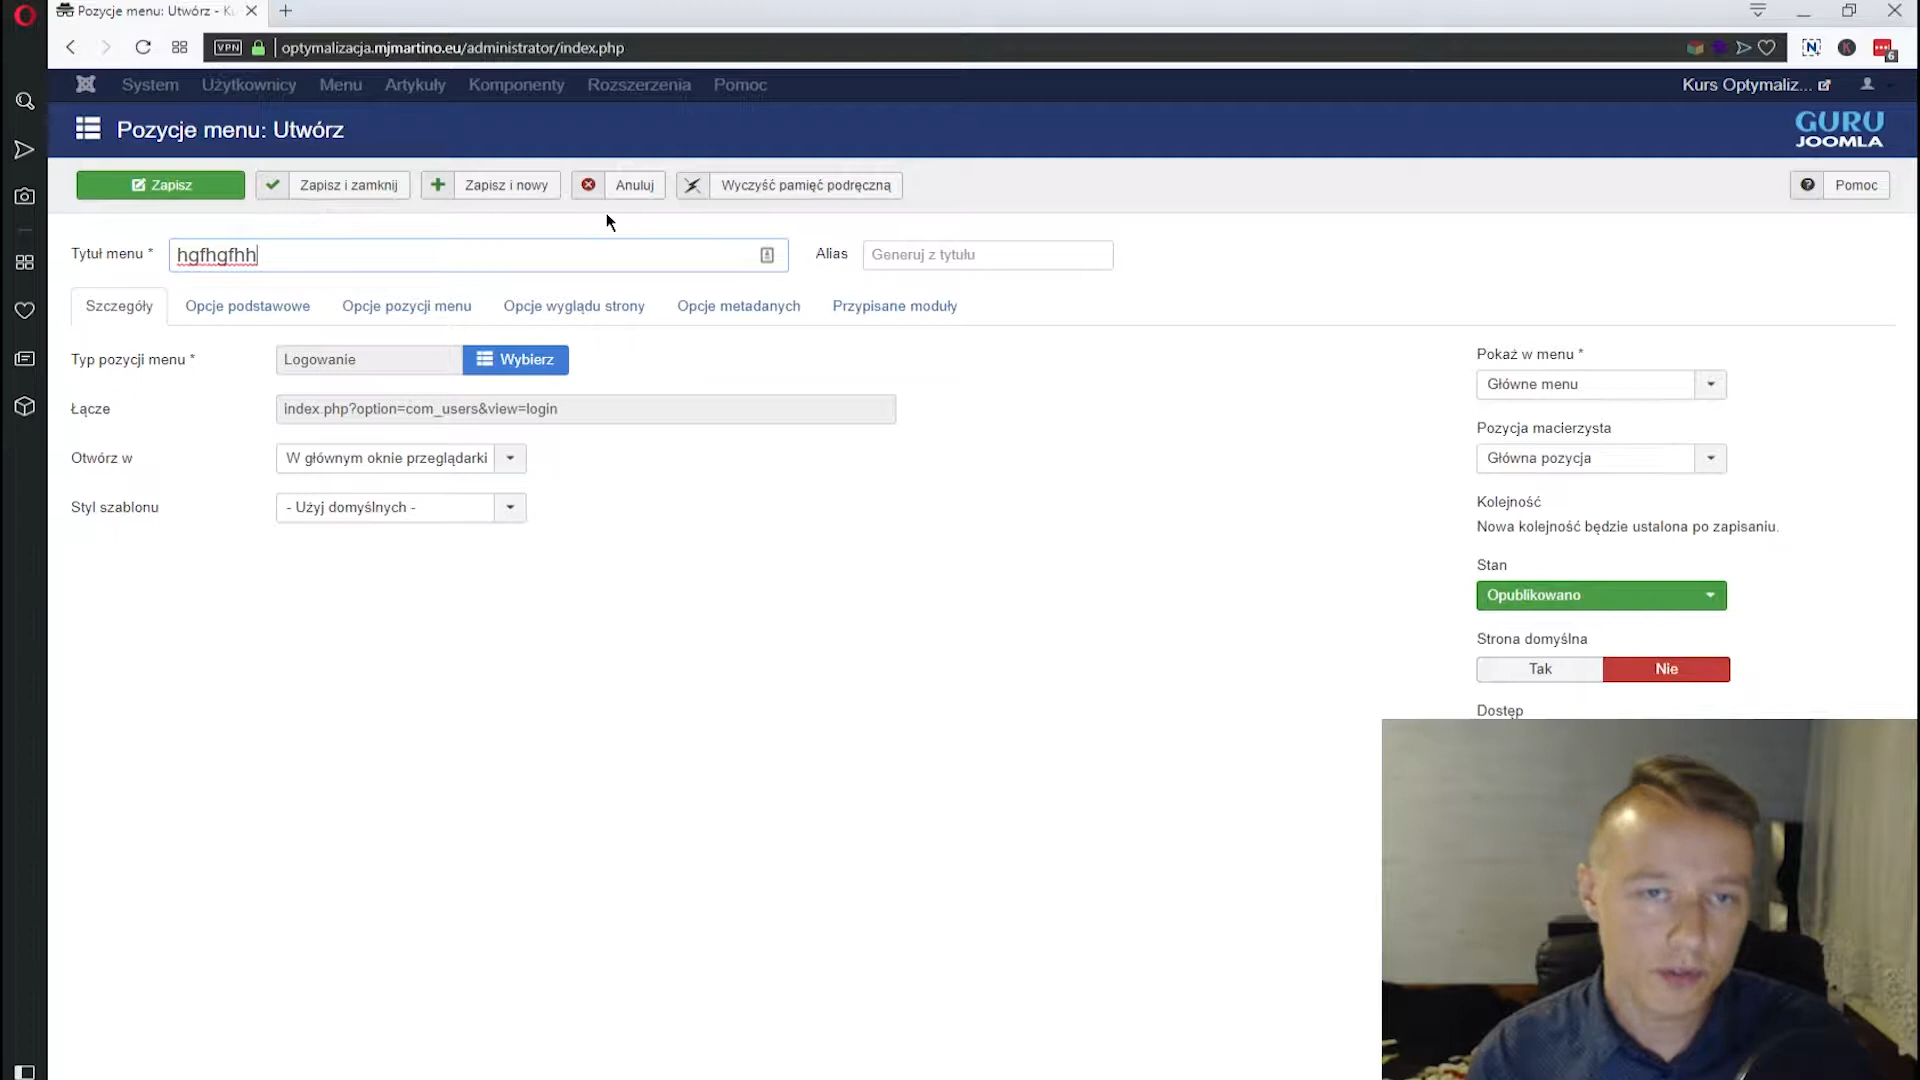 Pozycje menu: Utwórz - Ku
VPN
optymalizacja.mjmartino.eu/administrator/index.php
N
K
6
System
Użytkownicy
Menu
Artykuły
Komponenty
Rozszerzenia
Pomoc
Kurs Optymaliz...
Pozycje menu: Utwórz
GURU
JOOMLA
Zapisz
Zapisz i zamknij
Zapisz i nowy
Anuluj
Wyczyść pamięć podręczną
Pomoc
Tytuł menu *
hgfhgfhh
Alias
Generuj z tytułu
Szczegóły
Opcje podstawowe
Opcje pozycji menu
Opcje wyglądu strony
Opcje metadanych
Przypisane moduły
Typ pozycji menu *
Logowanie
Wybierz
Łącze
index.php?option=com_users&view=login
Otwórz w
W głównym oknie przeglądarki
Styl szablonu
- Użyj domyślnych -
Pokaż w menu *
Główne menu
Pozycja macierzysta
Główna pozycja
Kolejność
Nowa kolejność będzie ustalona po zapisaniu.
Stan
Opublikowano
Strona domyślna
Tak
Nie
Dostęp